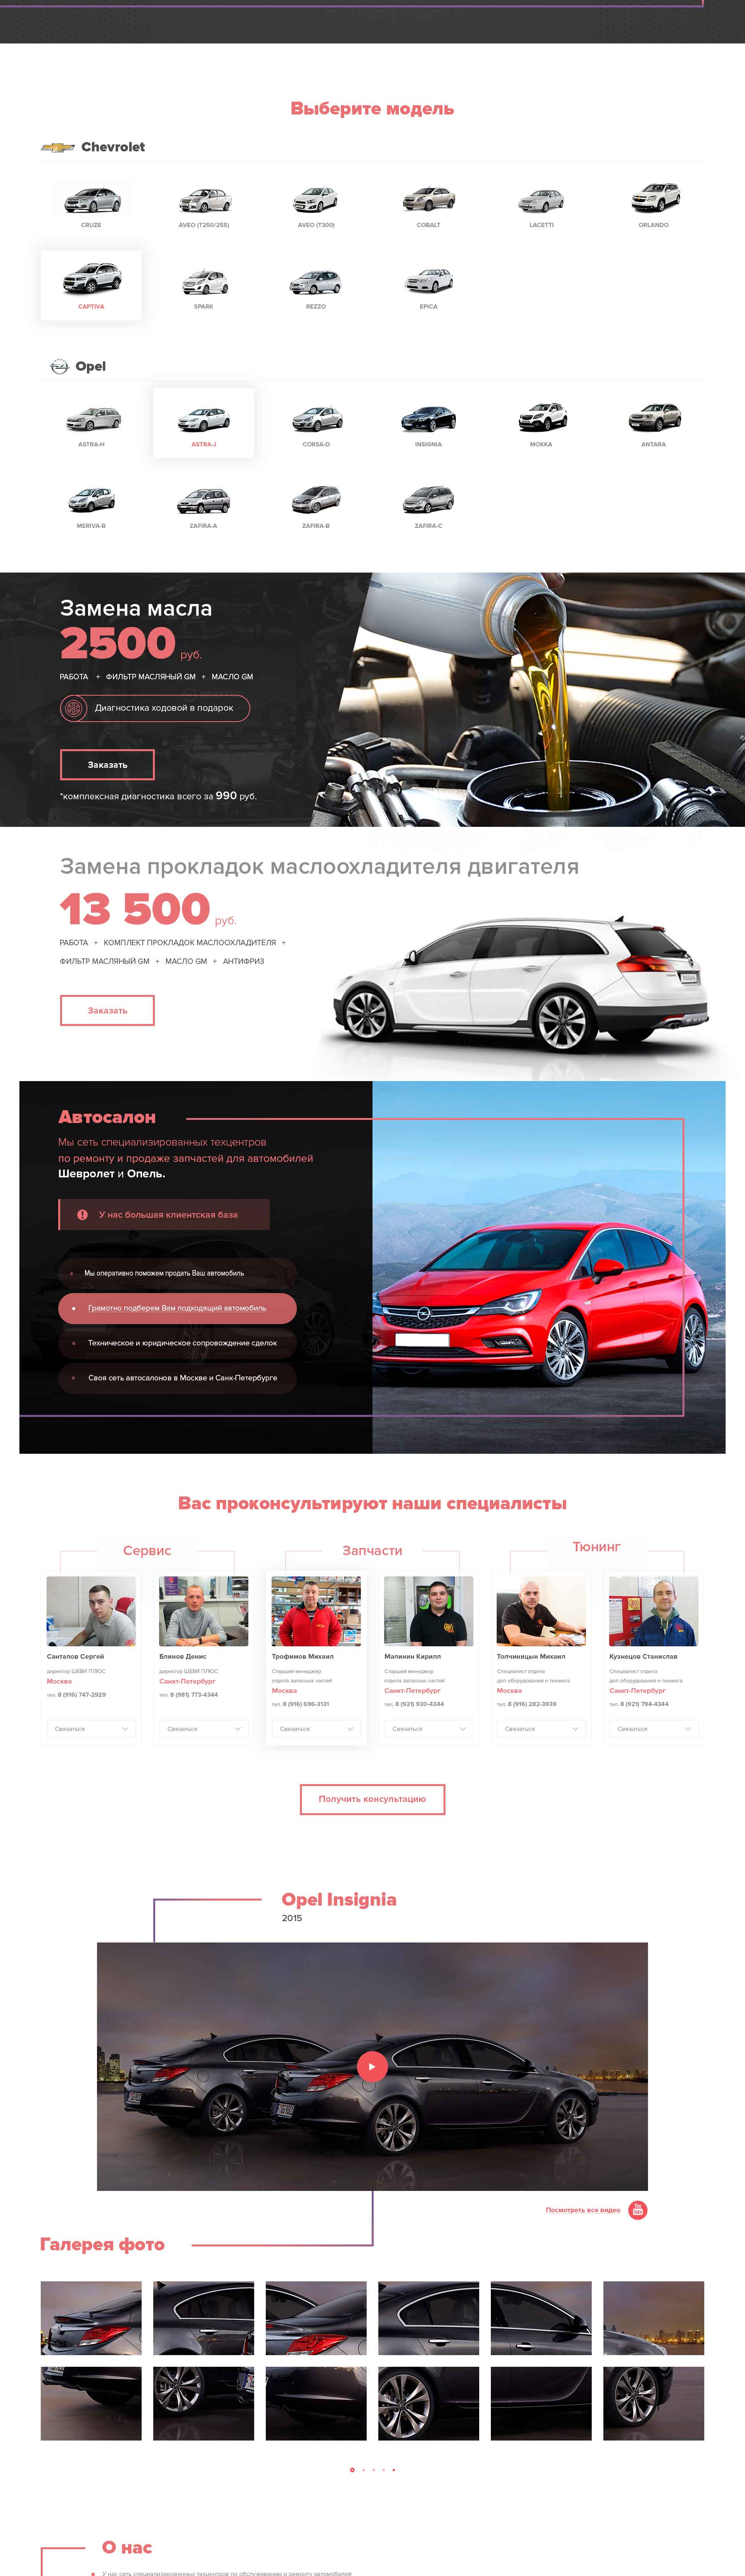 Выберите модель
Chevrolet
CRUZE
AVEO (T250/255)
AVEO (T300)
COBALT
LACETTI
ORLANDO
CAPTIVA
SPARK
REZZO
EPICA
Opel
ASTRA-H
ASTRA-J
CORSA-D
INSIGNIA
MOKKA
ANTARA
MERIVA-B
ZAFIRA-A
ZAFIRA-B
ZAFIRA-C
Замена масла
2500 руб.
РАБОТА + ФИЛЬТР МАСЛЯНЫЙ GM + МАСЛО GM
Диагностика ходовой в подарок
Заказать
*комплексная диагностика всего за 990 руб.
Замена прокладок маслоохладителя двигателя
13 500 руб.
РАБОТА + КОМПЛЕКТ ПРОКЛАДОК МАСЛООХЛАДИТЕЛЯ +
ФИЛЬТР МАСЛЯНЫЙ GM + МАСЛО GM + АНТИФРИЗ
Заказать
Автосалон
Мы сеть специализированных техцентров
по ремонту и продаже запчастей для автомобилей
Шевролет и Опель.
У нас большая клиентская база
Мы оперативно поможем продать Ваш автомобиль
Грамотно подберем Вам подходящий автомобиль
Техническое и юридическое сопровождение сделок
Своя сеть автосалонов в Москве и Санк-Петербурге
Вас проконсультируют наши специалисты
Сервис
Запчасти
Тюнинг
Санталов Сергей
директор ШЕВИ ПЛЮС
Москва
тел. 8 (916) 747-2929
Связаться
Блинов Денис
директор ШЕВИ ПЛЮС
Санкт-Петербург
тел. 8 (981) 773-4344
Связаться
Трофимов Михаил
Старший менеджер
отдела запасных частей
Москва
тел. 8 (916) 696-3131
Связаться
Малинин Кирилл
Старший менеджер
отдела запасных частей
Санкт-Петербург
тел. 8 (921) 930-4344
Связаться
Толчиницын Михаил
Специалист отдела
доп оборудования и тюнинга
Москва
тел. 8 (916) 282-3939
Связаться
Кузнецов Станислав
Специалист отдела
доп оборудования и тюнинга
Санкт-Петербург
тел. 8 (921) 794-4344
Связаться
Получить консультацию
Opel Insignia
2015
Посмотреть все видео
You
Галерея фото
О нас
У нас сеть специализированных техцентров по обслуживанию и ремонту автомобилей